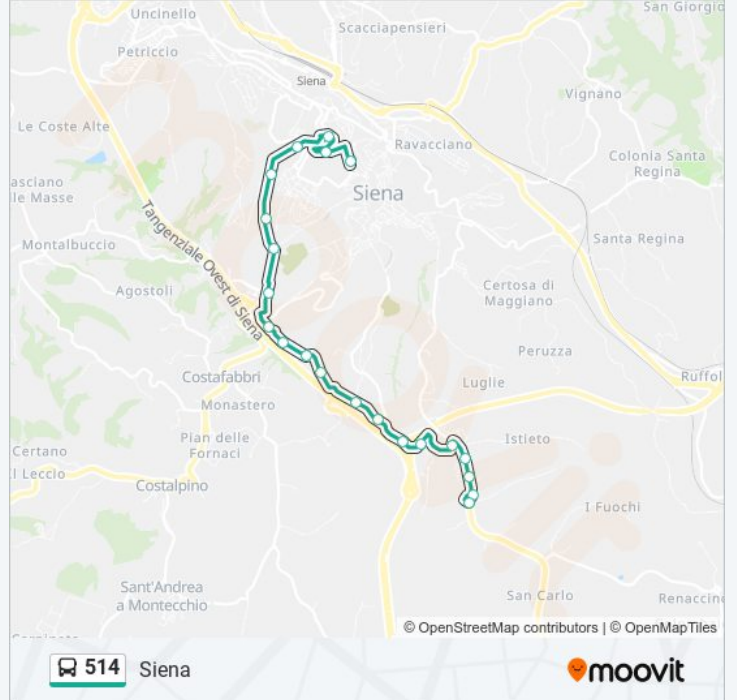 San Giorgio
Uncinello
Scacciapensieri
Petriccio
Siena
Vignano
Le Coste Alte
Ravacciano
Colonia Santa
Regina
asciano
lle Masse
Siena
Tangenziale Ovest di Siena
Santa Regina
Montalbuccio
Agostoli
Certosa di
Maggiano
Peruzza
Costafabbri
Luglie
Ruffol
Monastero
Pian delle
Fornaci
Istieto
Certano
Il Leccio
Costalpino
I Fuochi
Sant'Andrea
a Montecchio
San Carlo
Renaccino
© OpenStreetMap contributors | © OpenMapTiles
514 Siena
moovit